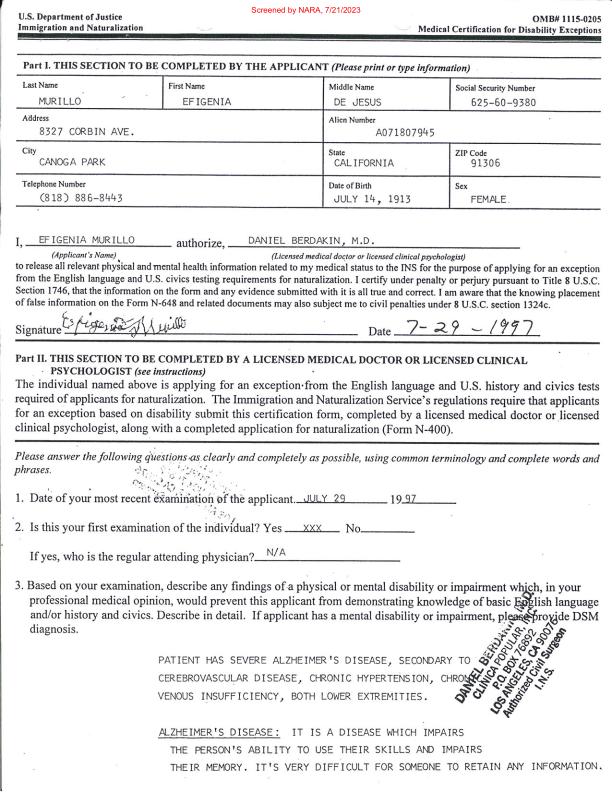 Screened by NARA, 7/21/2023
U.S. Department of Justice
Immigration and Naturalization
OMB# 1115-0205
Medical Certification for Disability Exceptions
Part I. THIS SECTION TO BE COMPLETED BY THE APPLICANT (Please print or type information)
Last Name First Name Middle Name Social Security Number
MURILLO EFIGENIA DE JESUS 625-60-9380
Address Alien Number
8327 CORBIN AVE. A071807945
City State ZIP Code
CANOGA PARK CALIFORNIA 91306
Telephone Number Date of Birth Sex
(818) 886-8443 JULY 14, 1913 FEMALE
I, EFIGENIA MURILLO authorize, DANIEL BERDAKIN, M.D.
(Applicant's Name) (Licensed medical doctor or licensed clinical psychologist)
to release all relevant physical and mental health information related to my medical status to the INS for the purpose of applying for an exception
from the English language and U.S. civics testing requirements for naturalization. I certify under penalty or perjury pursuant to Title 8 U.S.C.
Section 1746, that the information on the form and any evidence submitted with it is all true and correct. I am aware that the knowing placement
of false information on the Form N-648 and related documents may also subject me to civil penalties under 8 U.S.C. section 1324c.
Signature Efigenia Murillo Date 7-29-1997
Part II. THIS SECTION TO BE COMPLETED BY A LICENSED MEDICAL DOCTOR OR LICENSED CLINICAL
PSYCHOLOGIST (see instructions)
The individual named above is applying for an exception from the English language and U.S. history and civics tests
required of applicants for naturalization. The Immigration and Naturalization Service's regulations require that applicants
for an exception based on disability submit this certification form, completed by a licensed medical doctor or licensed
clinical psychologist, along with a completed application for naturalization (Form N-400).
Please answer the following questions as clearly and completely as possible, using common terminology and complete words and
phrases.
1. Date of your most recent examination of the applicant. JULY 29 1997
2. Is this your first examination of the individual? Yes XXX No
If yes, who is the regular attending physician? N/A
3. Based on your examination, describe any findings of a physical or mental disability or impairment which, in your
professional medical opinion, would prevent this applicant from demonstrating knowledge of basic English language
and/or history and civics. Describe in detail. If applicant has a mental disability or impairment, please provide DSM
diagnosis.
DANIEL BERDAKIN, M.D.
CLINICA POPULAR, INC.
P.O. BOX 76892
LOS ANGELES, CA 90076
Authorized Civil Surgeon
I.N.S.
PATIENT HAS SEVERE ALZHEIMER'S DISEASE, SECONDARY TO
CEREBROVASCULAR DISEASE, CHRONIC HYPERTENSION, CHRO
VENOUS INSUFFICIENCY, BOTH LOWER EXTREMITIES.
ALZHEIMER'S DISEASE: IT IS A DISEASE WHICH IMPAIRS
THE PERSON'S ABILITY TO USE THEIR SKILLS AND IMPAIRS
THEIR MEMORY. IT'S VERY DIFFICULT FOR SOMEONE TO RETAIN ANY INFORMATION.